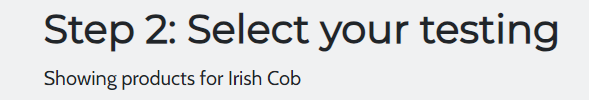 Step 2: Select your testing
Showing products for Irish Cob